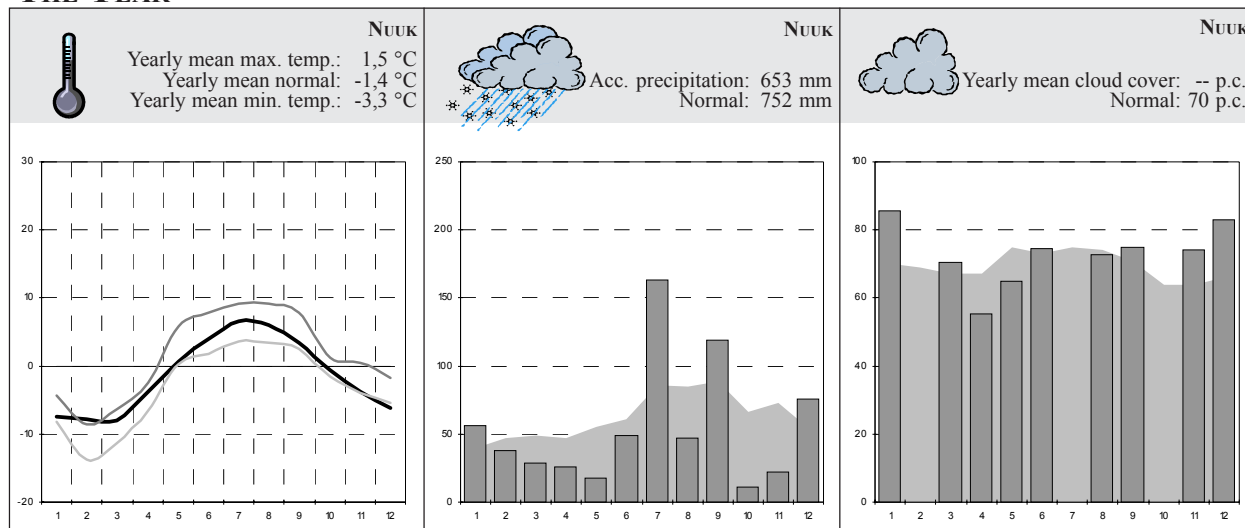 THE YEAR
NUUK
Yearly mean max. temp.: 1,5 °C
Yearly mean normal: -1,4 °C
Yearly mean min. temp.: -3,3 °C
30
20
10
0
-10
-20
1 2 3 4 5 6 7 8 9 10 11 12
NUUK
Acc. precipitation: 653 mm
Normal: 752 mm
250
200
150
100
50
0
1 2 3 4 5 6 7 8 9 10 11 12
NUUK
Yearly mean cloud cover: -- p.c.
Normal: 70 p.c.
100
80
60
40
20
0
1 2 3 4 5 6 7 8 9 10 11 12